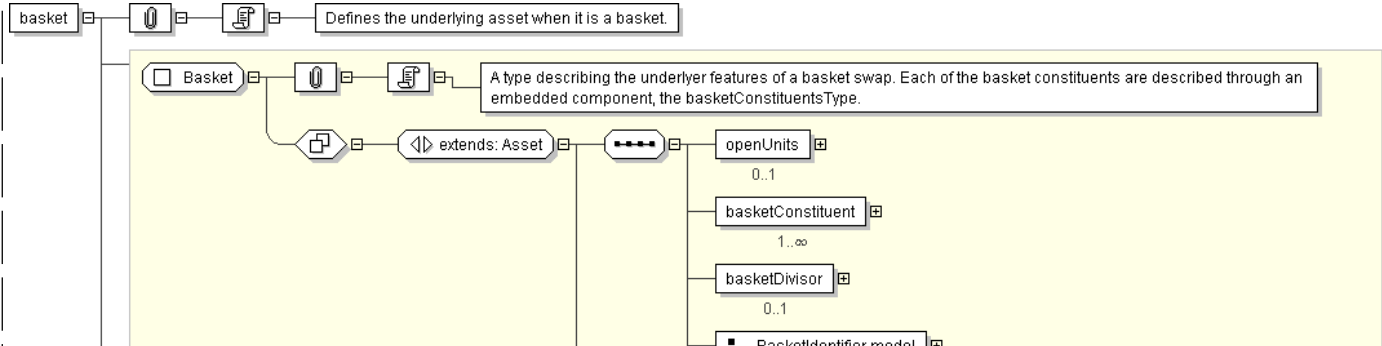 basket
Defines the underlying asset when it is a basket.
Basket
A type describing the underlyer features of a basket swap. Each of the basket constituents are described through an
embedded component, the basketConstituentsType.
extends: Asset
openUnits
0..1
basketConstituent
1..∞
basketDivisor
0..1
BasketIdentifier.model